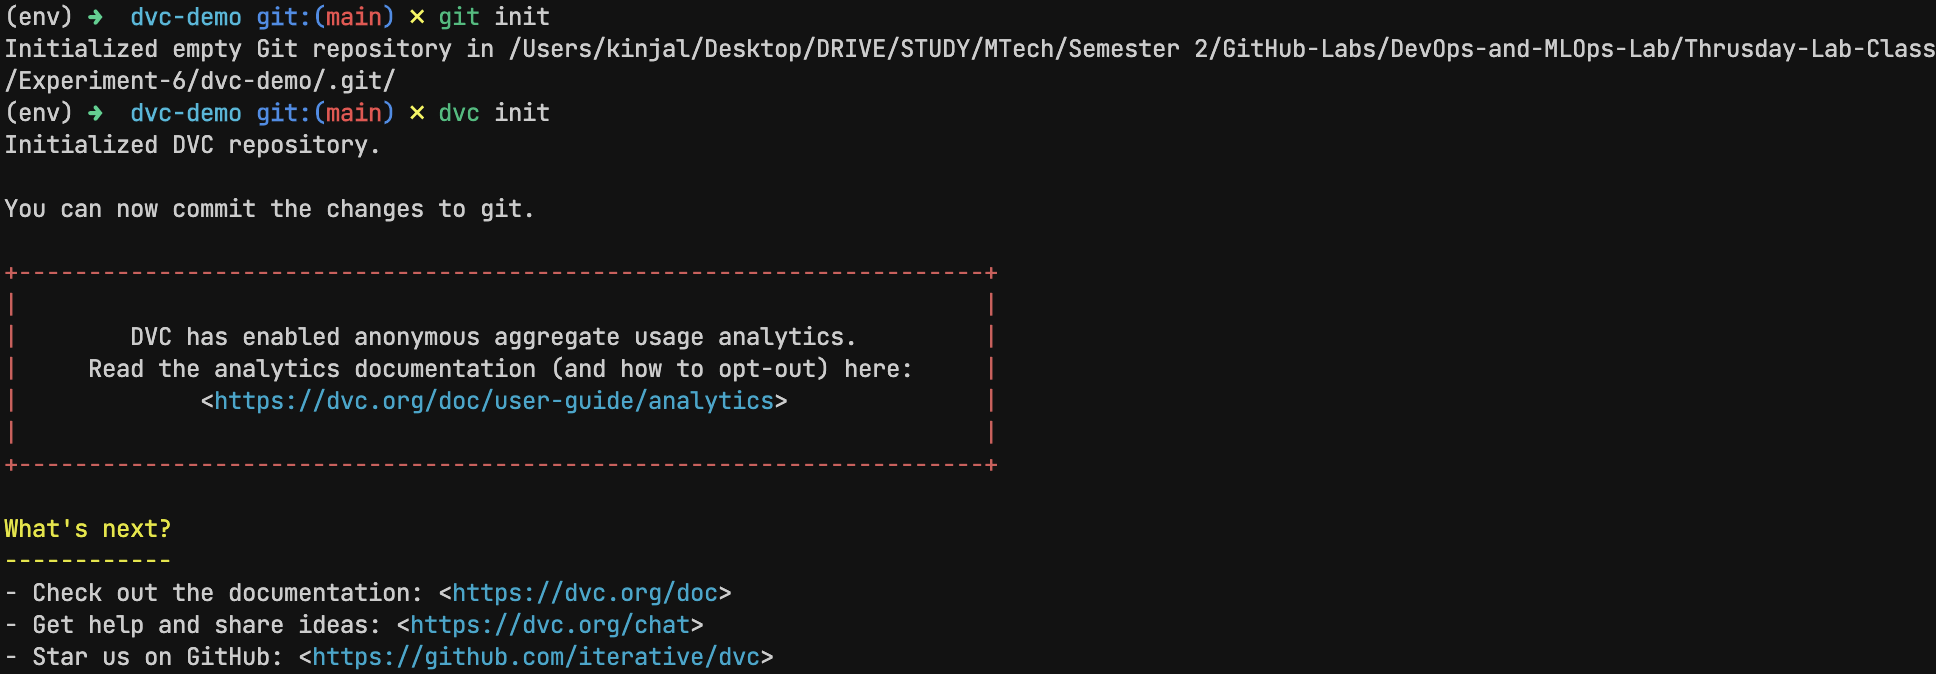 (env) ➜ dvc-demo git:(main) ✗ git init
Initialized empty Git repository in /Users/kinjal/Desktop/DRIVE/STUDY/MTech/Semester 2/GitHub-Labs/DevOps-and-MLOps-Lab/Thrusday-Lab-Class
/Experiment-6/dvc-demo/.git/
(env) ➜ dvc-demo git:(main) ✗ dvc init
Initialized DVC repository.

You can now commit the changes to git.

+---------------------------------------------------------------------+
|                                                                     |
|        DVC has enabled anonymous aggregate usage analytics.         |
|     Read the analytics documentation (and how to opt-out) here:     |
|             <https://dvc.org/doc/user-guide/analytics>              |
|                                                                     |
+---------------------------------------------------------------------+

What's next?
------------
- Check out the documentation: <https://dvc.org/doc>
- Get help and share ideas: <https://dvc.org/chat>
- Star us on GitHub: <https://github.com/iterative/dvc>